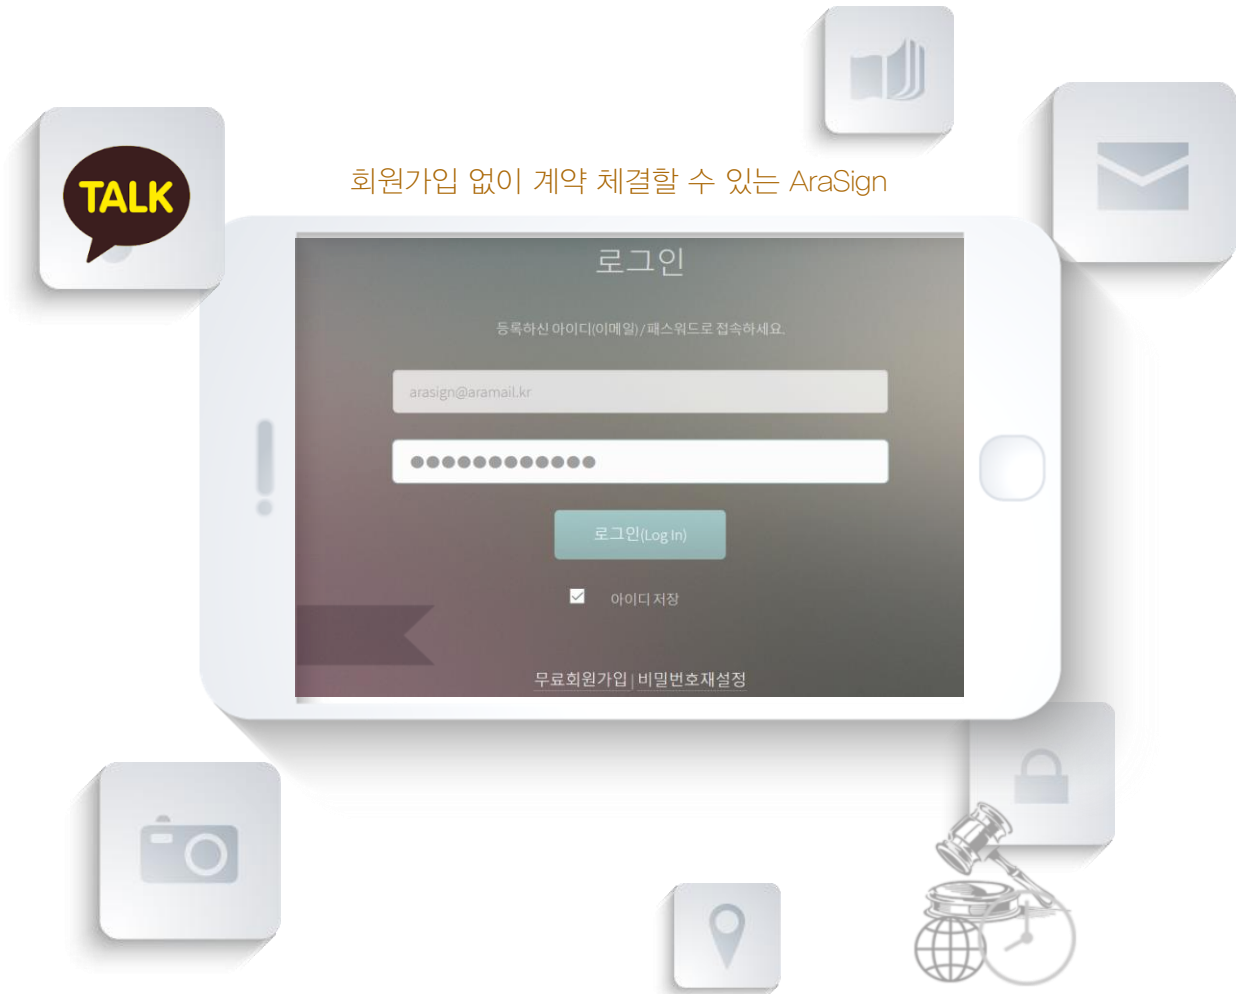 TALK
회원가입 없이 계약 체결할 수 있는 AraSign
로그인
등록하신 아이디(이메일) / 패스워드로 접속하세요.
arasign@aramail.kr
●●●●●●●●●●●●
로그인(Log In)
아이디 저장
무료회원가입 | 비밀번호재설정